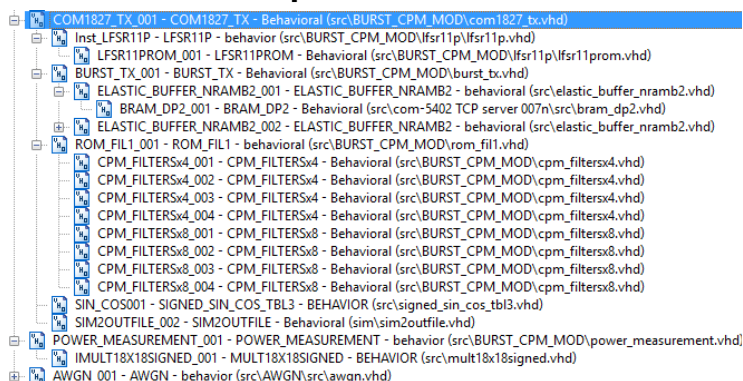 COM1827_TX_001 - COM1827_TX - Behavioral (src\BURST_CPM_MOD\com1827_tx.vhd)
Inst_LFSR11P - LFSR11P - behavior (src\BURST_CPM_MOD\lfsr11p\lfsr11p.vhd)
LFSR11PROM_001 - LFSR11PROM - Behavioral (src\BURST_CPM_MOD\lfsr11p\lfsr11prom.vhd)
BURST_TX_001 - BURST_TX - Behavioral (src\BURST_CPM_MOD\burst_tx.vhd)
ELASTIC_BUFFER_NRAMB2_001 - ELASTIC_BUFFER_NRAMB2 - behavioral (src\elastic_buffer_nramb2.vhd)
BRAM_DP2_001 - BRAM_DP2 - Behavioral (src\com-5402 TCP server 007n\src\bram_dp2.vhd)
ELASTIC_BUFFER_NRAMB2_002 - ELASTIC_BUFFER_NRAMB2 - behavioral (src\elastic_buffer_nramb2.vhd)
ROM_FIL1_001 - ROM_FIL1 - behavior (src\BURST_CPM_MOD\rom_fil1.vhd)
CPM_FILTERSx4_001 - CPM_FILTERSx4 - Behavioral (src\BURST_CPM_MOD\cpm_filtersx4.vhd)
CPM_FILTERSx4_002 - CPM_FILTERSx4 - Behavioral (src\BURST_CPM_MOD\cpm_filtersx4.vhd)
CPM_FILTERSx4_003 - CPM_FILTERSx4 - Behavioral (src\BURST_CPM_MOD\cpm_filtersx4.vhd)
CPM_FILTERSx4_004 - CPM_FILTERSx4 - Behavioral (src\BURST_CPM_MOD\cpm_filtersx4.vhd)
CPM_FILTERSx8_001 - CPM_FILTERSx8 - Behavioral (src\BURST_CPM_MOD\cpm_filtersx8.vhd)
CPM_FILTERSx8_002 - CPM_FILTERSx8 - Behavioral (src\BURST_CPM_MOD\cpm_filtersx8.vhd)
CPM_FILTERSx8_003 - CPM_FILTERSx8 - Behavioral (src\BURST_CPM_MOD\cpm_filtersx8.vhd)
CPM_FILTERSx8_004 - CPM_FILTERSx8 - Behavioral (src\BURST_CPM_MOD\cpm_filtersx8.vhd)
SIN_COS001 - SIGNED_SIN_COS_TBL3 - BEHAVIOR (src\signed_sin_cos_tbl3.vhd)
SIM2OUTFILE_002 - SIM2OUTFILE - Behavioral (sim\sim2outfile.vhd)
POWER_MEASUREMENT_001 - POWER_MEASUREMENT - behavior (src\BURST_CPM_MOD\power_measurement.vhd)
IMULT18X18SIGNED_001 - MULT18X18SIGNED - BEHAVIOR (src\mult18x18signed.vhd)
AWGN_001 - AWGN - behavior (src\AWGN\src\awgn.vhd)